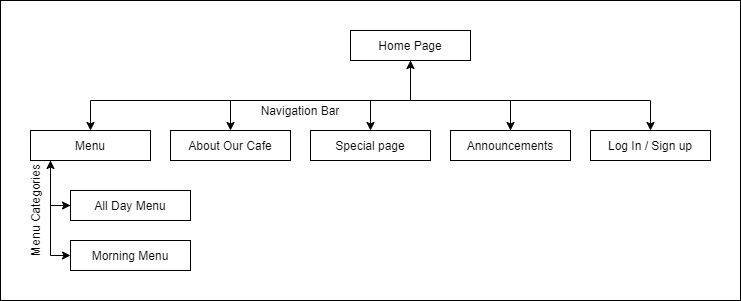 Home Page
Navigation Bar
Menu
About Our Cafe
Special page
Announcements
Log In / Sign up
Menu Categories
All Day Menu
Morning Menu